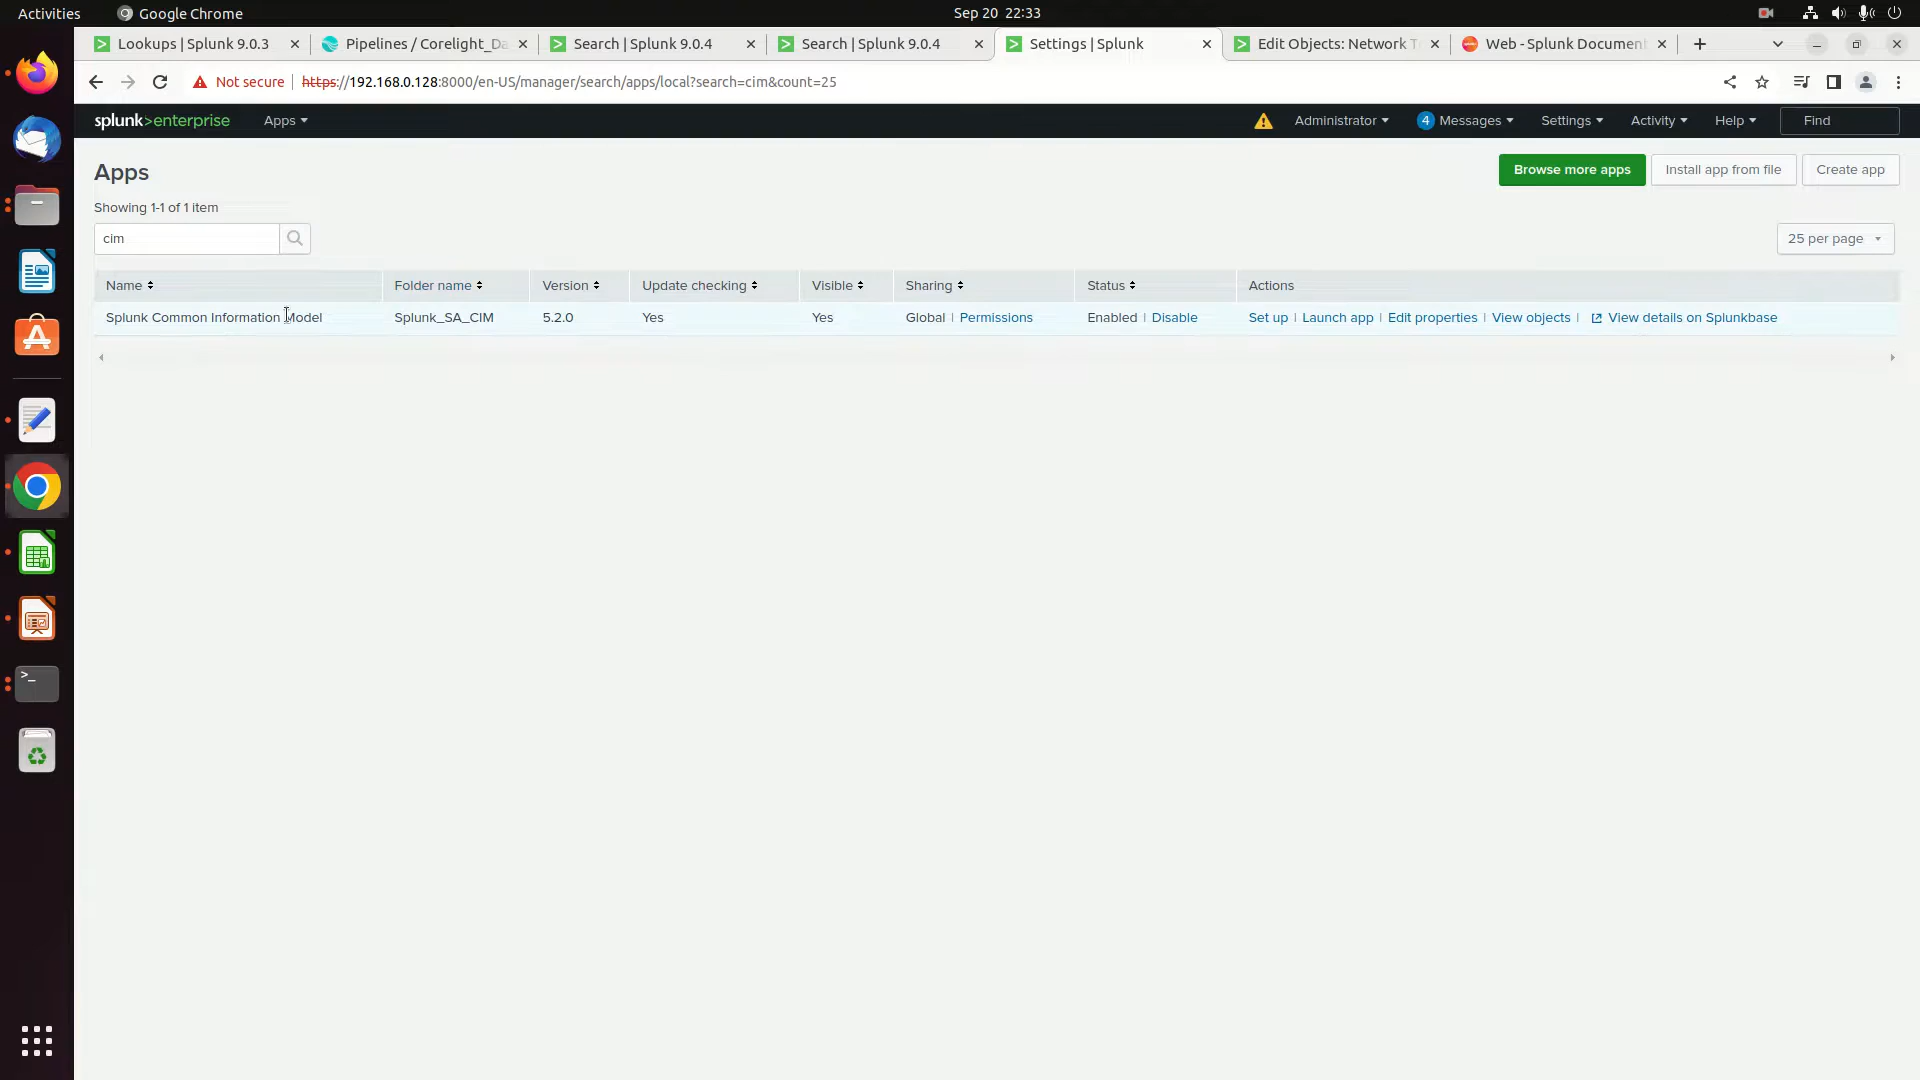 Activities
Google Chrome
Sep 20 22:33
Lookups | Splunk 9.0.3
Pipelines / Corelight_Da
Search | Splunk 9.0.4
Search | Splunk 9.0.4
Settings | Splunk
Edit Objects: Network T
Web - Splunk Document
Not secure
https://192.168.0.128:8000/en-US/manager/search/apps/local?search=cim&count=25
splunk>enterprise
Apps
Administrator
4 Messages
Settings
Activity
Help
Find
Apps
Browse more apps
Install app from file
Create app
Showing 1-1 of 1 item
cim
25 per page
Name
Folder name
Version
Update checking
Visible
Sharing
Status
Actions
Splunk Common Information Model
Splunk_SA_CIM
5.2.0
Yes
Yes
Global | Permissions
Enabled | Disable
Set up | Launch app | Edit properties | View objects | View details on Splunkbase